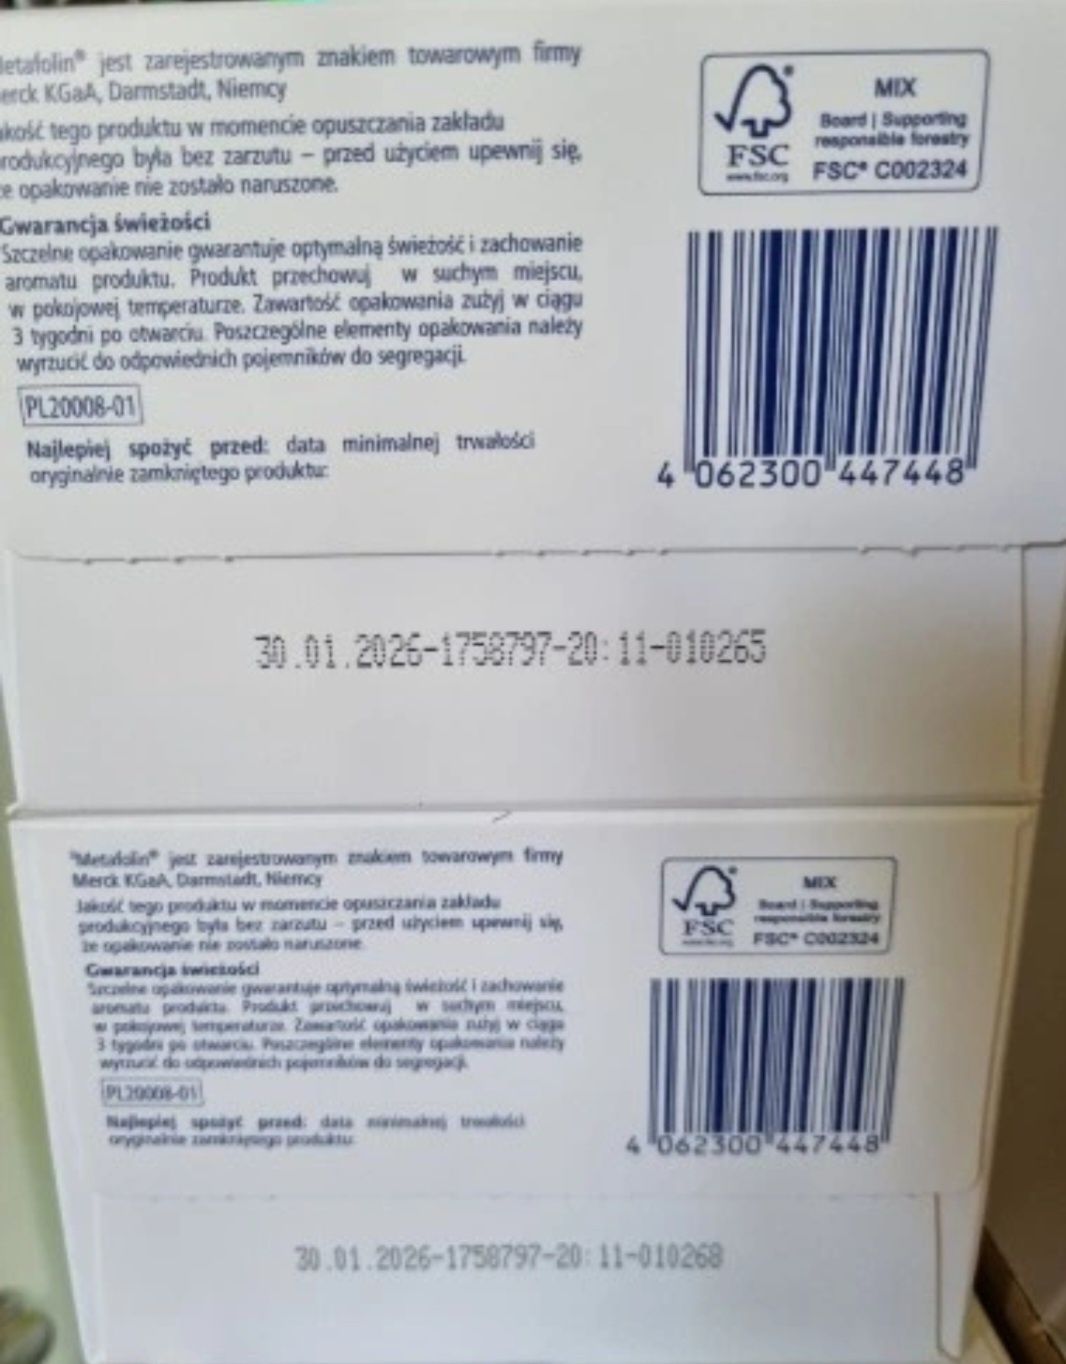 Metafolin® jest zarejestrowanym znakiem towarowym firmy
Merck KGaA, Darmstadt, Niemcy
Jakość tego produktu w momencie opuszczania zakładu
produkcyjnego była bez zarzutu – przed użyciem upewnij się,
że opakowanie nie zostało naruszone.
Gwarancja świeżości
Szczelne opakowanie gwarantuje optymalną świeżość i zachowanie
aromatu produktu. Produkt przechowuj w suchym miejscu,
w pokojowej temperaturze. Zawartość opakowania zużyj w ciągu
3 tygodni po otwarciu. Poszczególne elementy opakowania należy
wyrzucić do odpowiednich pojemników do segregacji.
PL20008-01
Najlepiej spożyć przed: data minimalnej trwałości
oryginalnie zamkniętego produktu:
FSC
www.fsc.org
MIX
Board | Supporting
responsible forestry
FSC® C002324
4 062300 447448
30.01.2026-1758797-20:11-010265
³Metafolin® jest zarejestrowanym znakiem towarowym firmy
Merck KGaA, Darmstadt, Niemcy
Jakość tego produktu w momencie opuszczania zakładu
produkcyjnego była bez zarzutu – przed użyciem upewnij się,
że opakowanie nie zostało naruszone.
Gwarancja świeżości
Szczelne opakowanie gwarantuje optymalną świeżość i zachowanie
aromatu produktu. Produkt przechowuj w suchym miejscu,
w pokojowej temperaturze. Zawartość opakowania zużyj w ciągu
3 tygodni po otwarciu. Poszczególne elementy opakowania należy
wyrzucić do odpowiednich pojemników do segregacji.
PL20008-01
Najlepiej spożyć przed: data minimalnej trwałości
oryginalnie zamkniętego produktu:
FSC
MIX
Board | Supporting
responsible forestry
FSC® C002324
4 062300 447448
30.01.2026-1758797-20:11-010268